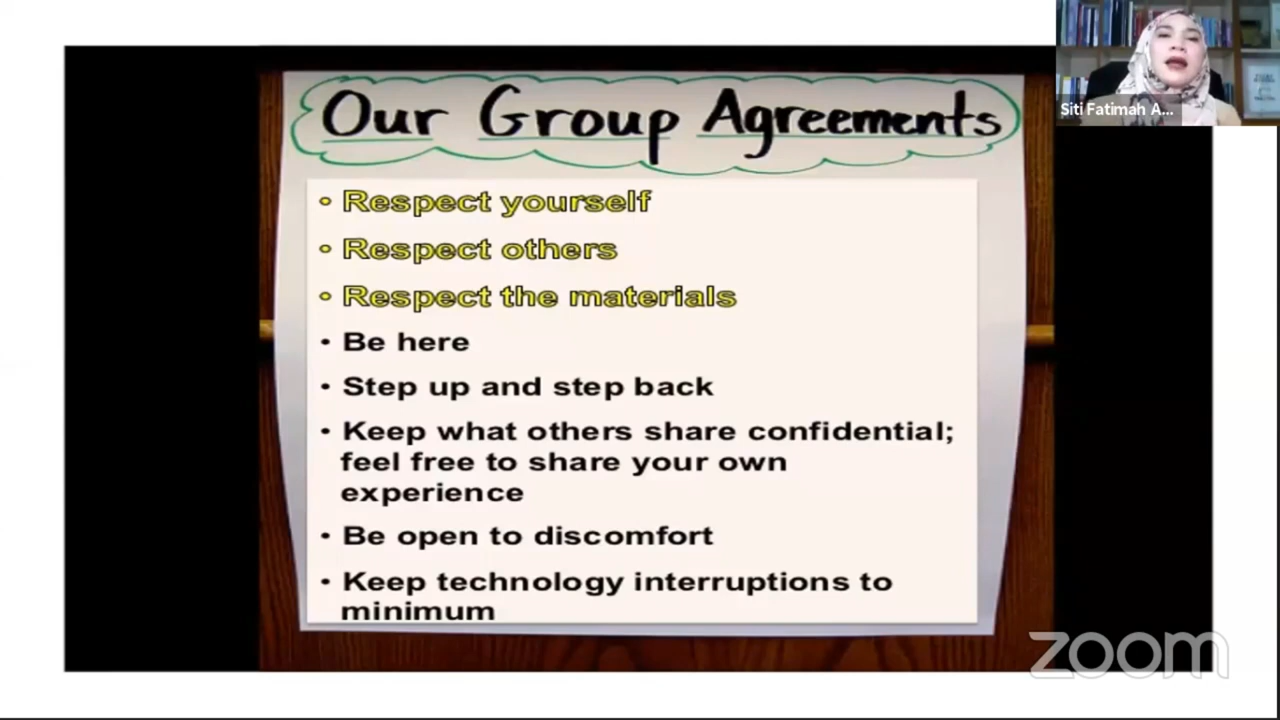 Siti Fatimah A...
Our Group Agreements
• Respect yourself
• Respect others
• Respect the materials
• Be here
• Step up and step back
• Keep what others share confidential;
feel free to share your own
experience
• Be open to discomfort
• Keep technology interruptions to
minimum
zoom